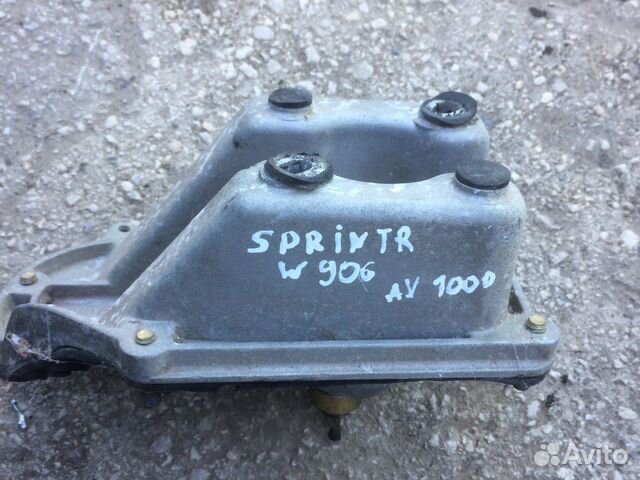 SPRINTR
W 906
AV 1000
Avito